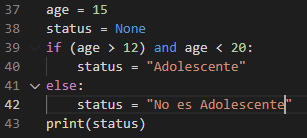 37 age = 15
38 status = None
39 if (age > 12) and age < 20:
40     status = "Adolescente"
41 else:
42     status = "No es Adolescente"
43 print(status)